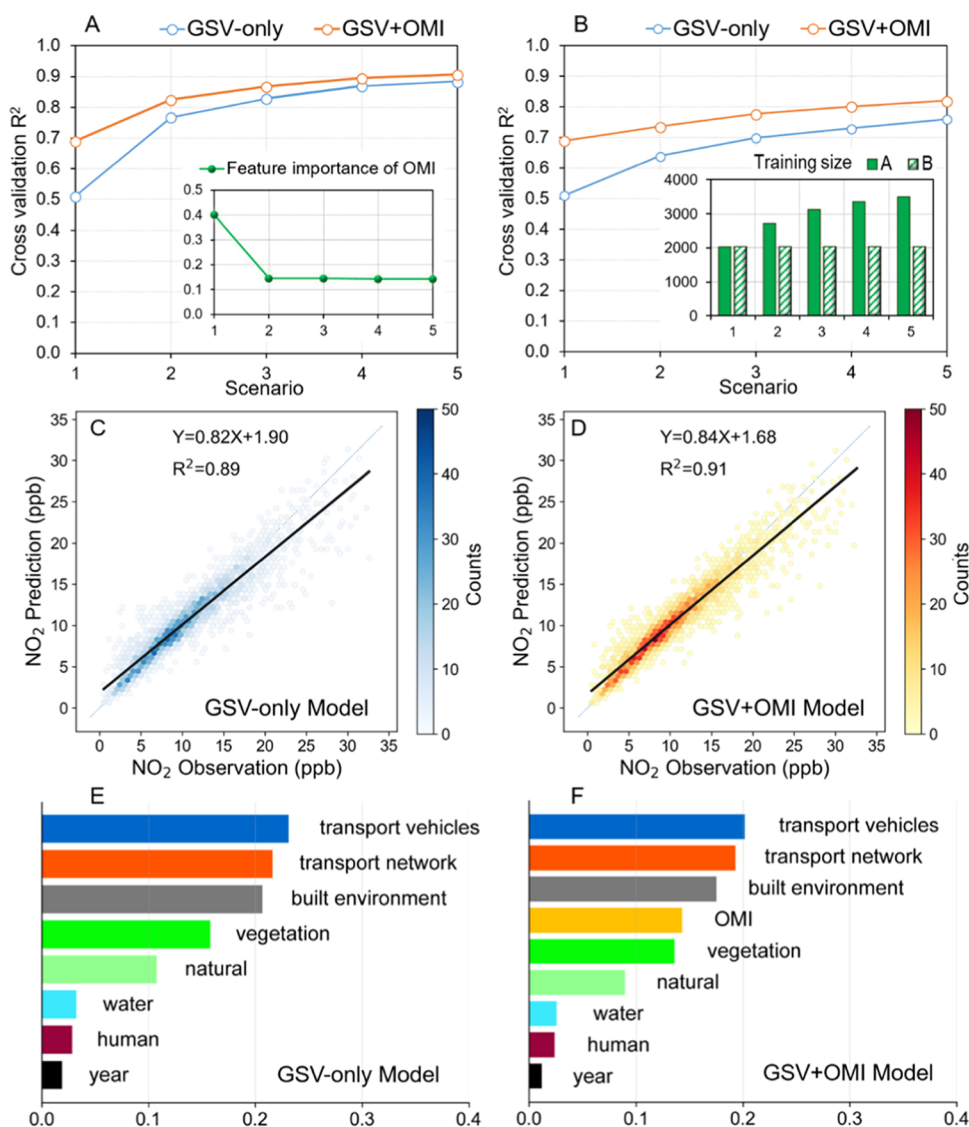 A
GSV-only
GSV+OMI
1.0
0.9
0.8
0.7
0.6
0.5
0.4
0.3
0.2
0.1
0.0
Cross validation R²
Feature importance of OMI
0.5
0.4
0.3
0.2
0.1
0.0
1 2 3 4 5
1 2 3 4 5
Scenario
B
GSV-only
GSV+OMI
1.0
0.9
0.8
0.7
0.6
0.5
0.4
0.3
0.2
0.1
0.0
Cross validation R²
Training size A B
4000
3000
2000
1000
0
1 2 3 4 5
1 2 3 4 5
Scenario
C
Y=0.82X+1.90
R²=0.89
35
30
25
20
15
10
5
0
NO₂ Prediction (ppb)
GSV-only Model
0 5 10 15 20 25 30 35
NO₂ Observation (ppb)
50
40
30
20
10
0
Counts
D
Y=0.84X+1.68
R²=0.91
35
30
25
20
15
10
5
0
NO₂ Prediction (ppb)
GSV+OMI Model
0 5 10 15 20 25 30 35
NO₂ Observation (ppb)
50
40
30
20
10
0
Counts
E
transport vehicles
transport network
built environment
vegetation
natural
water
human
year
GSV-only Model
0.0 0.1 0.2 0.3 0.4
F
transport vehicles
transport network
built environment
OMI
vegetation
natural
water
human
year
GSV+OMI Model
0.0 0.1 0.2 0.3 0.4